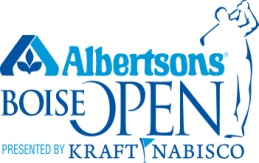 Albertsons®
BOISE OPEN
PRESENTED BY KRAFT NABISCO